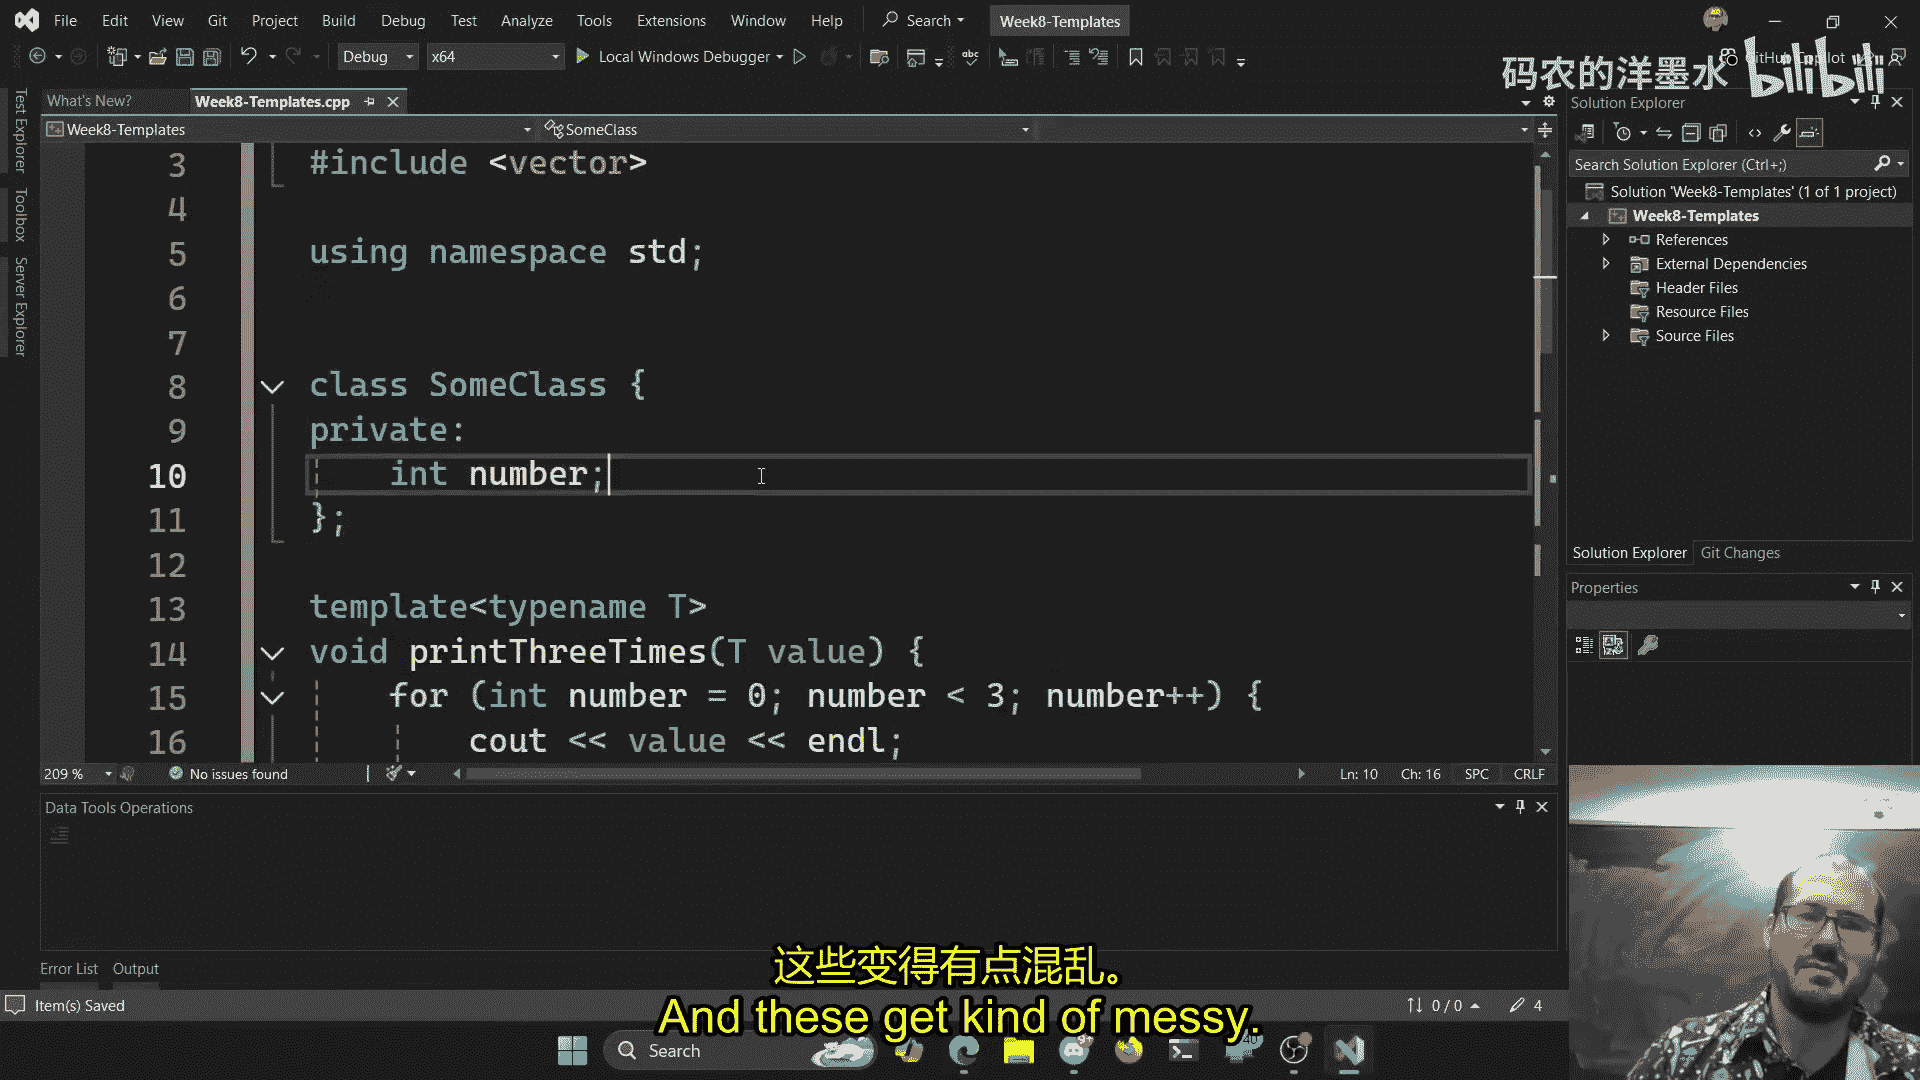 File Edit View Git Project Build Debug Test Analyze Tools Extensions Window Help Search Week8-Templates
Debug x64 Local Windows Debugger
码农的洋墨水 bilibili
What's New? Week8-Templates.cpp
Week8-Templates SomeClass
Test Explorer
Toolbox
Server Explorer
3 #include <vector>
4
5 using namespace std;
6
7
8 class SomeClass {
9 private:
10 int number;
11 };
12
13 template<typename T>
14 void printThreeTimes(T value) {
15 for (int number = 0; number < 3; number++) {
16 cout << value << endl;
209 % No issues found Ln: 10 Ch: 16 SPC CRLF
Data Tools Operations
Error List Output
Item(s) Saved 0 / 0 4
Solution Explorer
Search Solution Explorer (Ctrl+;)
Solution 'Week8-Templates' (1 of 1 project)
Week8-Templates
References
External Dependencies
Header Files
Resource Files
Source Files
Solution Explorer Git Changes
Properties
这些变得有点混乱。
And these get kind of messy.
Search